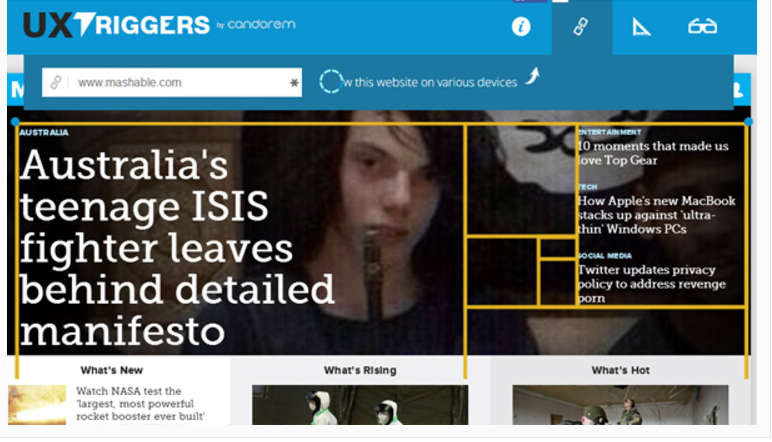 UXTRIGGERS by candorem
www.mashable.com *
w this website on various devices
M
AUSTRALIA
Australia's
teenage ISIS
fighter leaves
behind detailed
manifesto
ENTERTAINMENT
10 moments that made us
love Top Gear
TECH
How Apple's new MacBook
stacks up against 'ultra-
thin' Windows PCs
SOCIAL MEDIA
Twitter updates privacy
policy to address revenge
porn
What's New
Watch NASA test the
'largest, most powerful
rocket booster ever built'
What's Rising
What's Hot